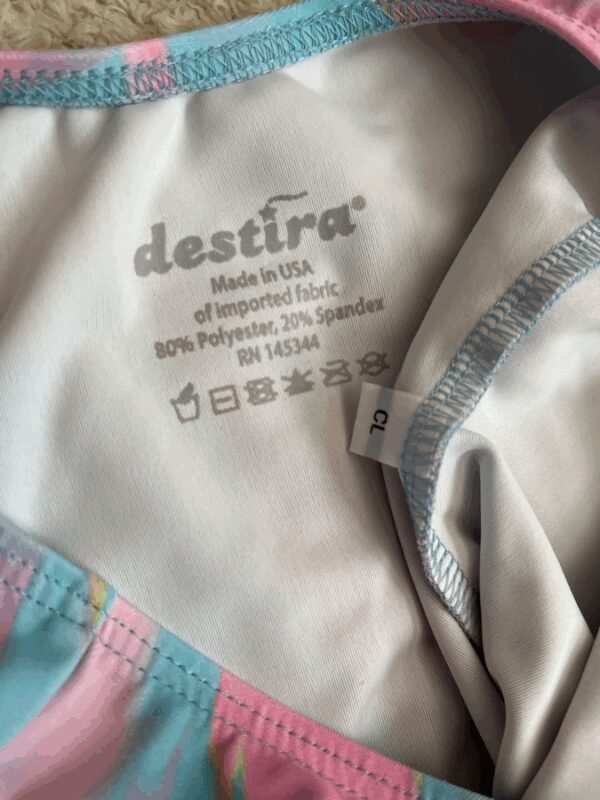 destira®
Made in USA
of Imported fabric
80% Polyester, 20% Spandex
RN 145344
CL